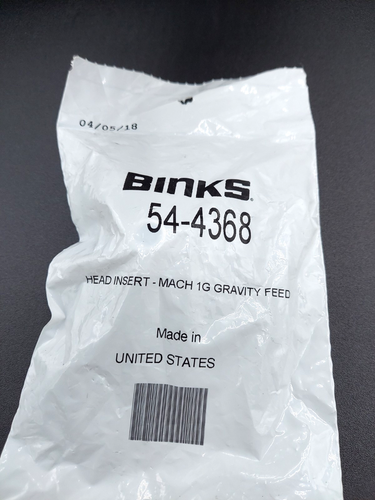 04/05/18
BINKS®
54-4368
HEAD INSERT - MACH 1G GRAVITY FEED
Made in
UNITED STATES